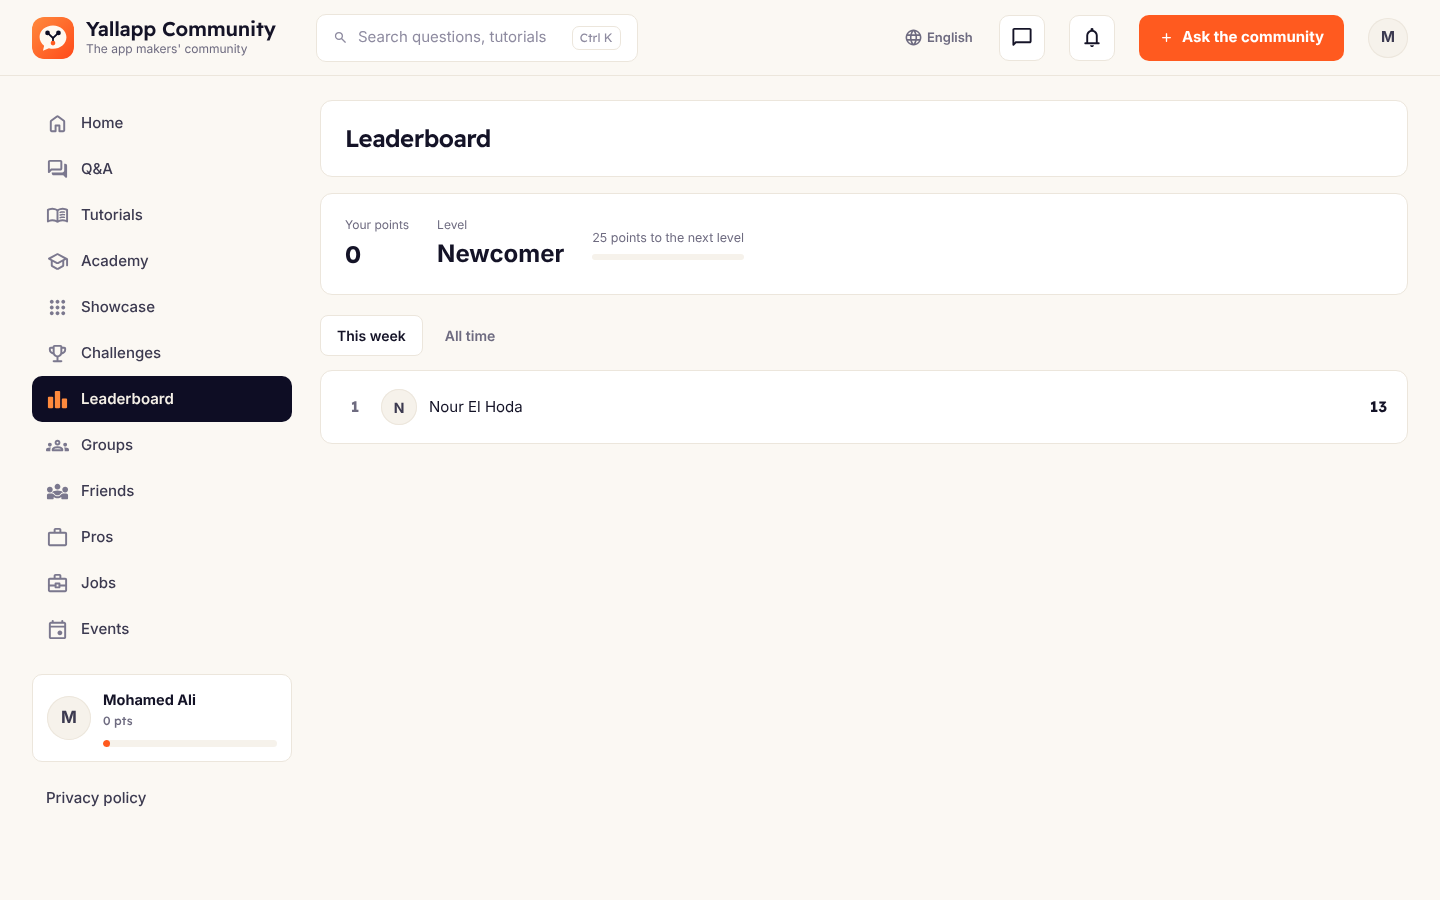 Yallapp Community
The app makers' community
Search questions, tutorials
Ctrl K
English
+ Ask the community
M
Home
Q&A
Tutorials
Academy
Showcase
Challenges
Leaderboard
Groups
Friends
Pros
Jobs
Events
M
Mohamed Ali
0 pts
Privacy policy
Leaderboard
Your points
0
Level
Newcomer
25 points to the next level
This week
All time
1
N
Nour El Hoda
13